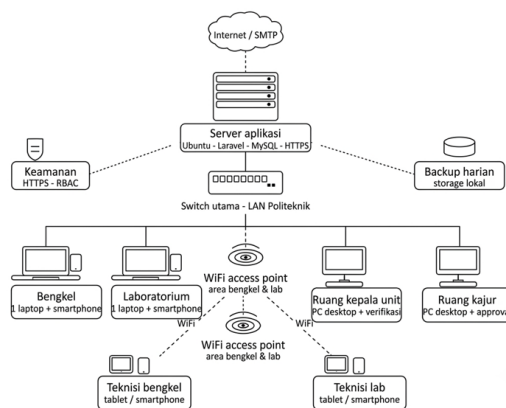 Internet / SMTP
Server aplikasi
Ubuntu - Laravel - MySQL - HTTPS
Keamanan
HTTPS - RBAC
Backup harian
storage lokal
Switch utama - LAN Politeknik
Bengkel
1 laptop + smartphone
Laboratorium
1 laptop + smartphone
WiFi access point
area bengkel & lab
Ruang kepala unit
PC desktop + verifikasi
Ruang kajur
PC desktop + approva
WiFi
WiFi
WiFi access point
area bengkel & lab
Teknisi bengkel
tablet / smartphone
Teknisi lab
tablet / smartphone